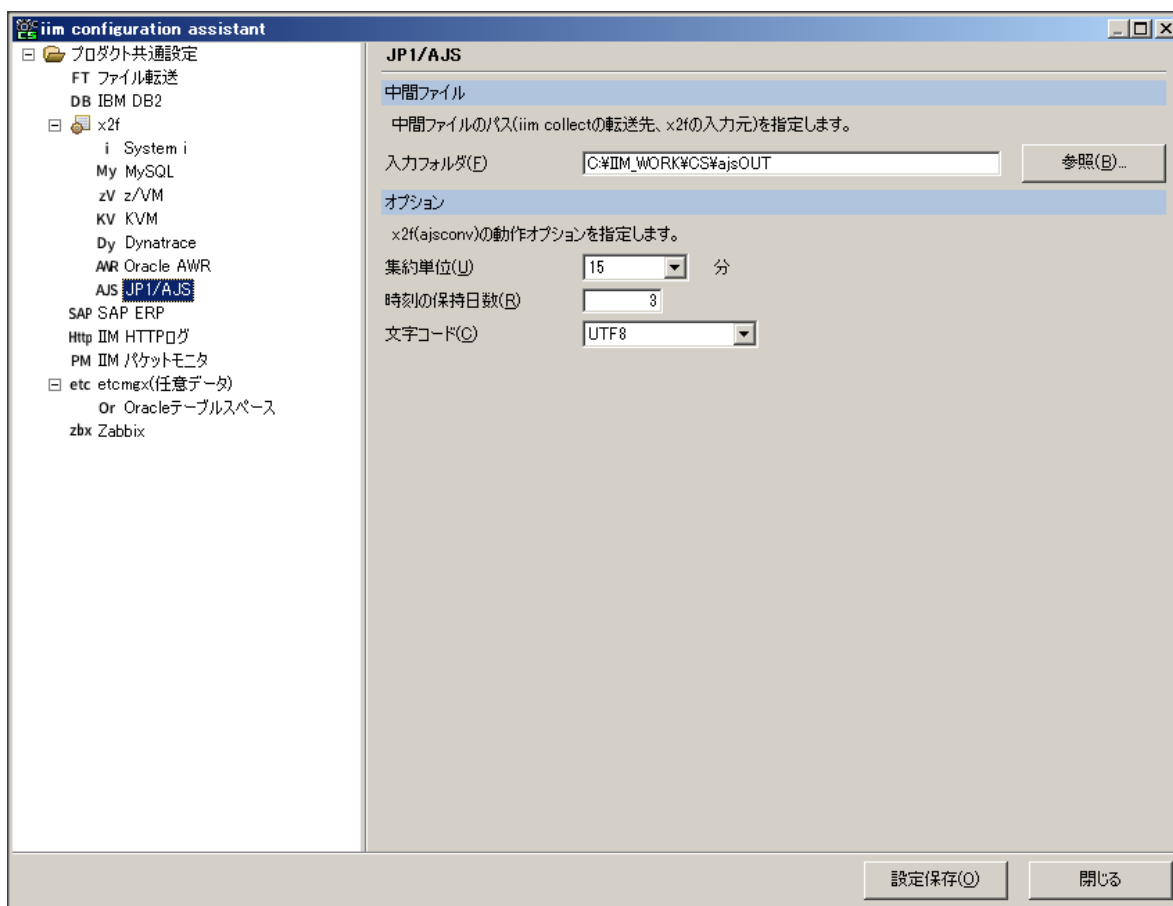 iim configuration assistant
プロダクト共通設定
FT ファイル転送
DB IBM DB2
x2f
i System i
My MySQL
zV z/VM
KV KVM
Dy Dynatrace
AWR Oracle AWR
AJS JP1/AJS
SAP SAP ERP
Http IIM HTTPログ
PM IIM パケットモニタ
etc etcmgx(任意データ)
Or Oracleテーブルスペース
zbx Zabbix
JP1/AJS
中間ファイル
中間ファイルのパス(iim collectの転送先、x2fの入力元)を指定します。
入力フォルダ(F) C:¥IIM_WORK¥CS¥ajsOUT 参照(B)...
オプション
x2f(ajsconv)の動作オプションを指定します。
集約単位(U) 15 分
時刻の保持日数(R) 3
文字コード(C) UTF8
設定保存(O) 閉じる